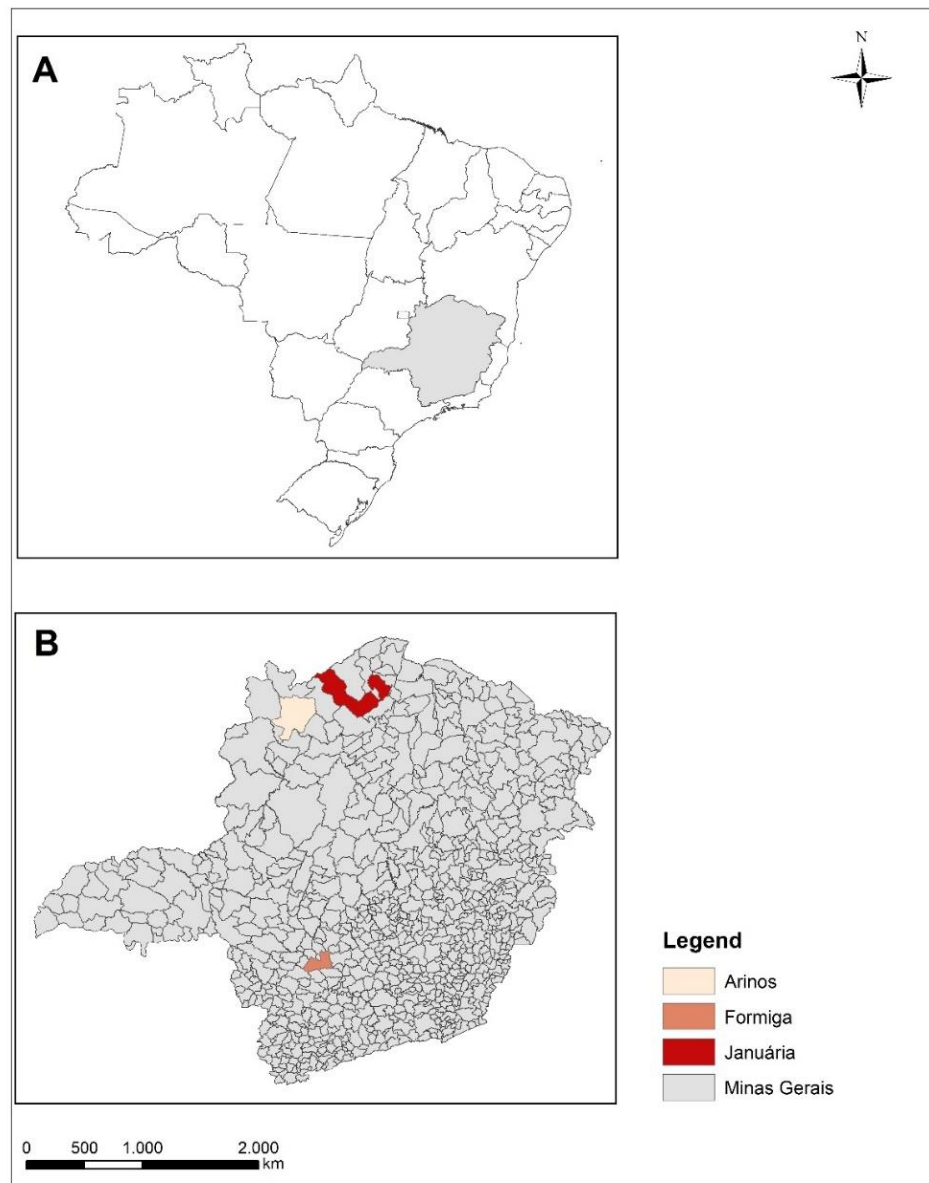 N
A
B
Legend
Arinos
Formiga
Januária
Minas Gerais
0 500 1.000 2.000
km